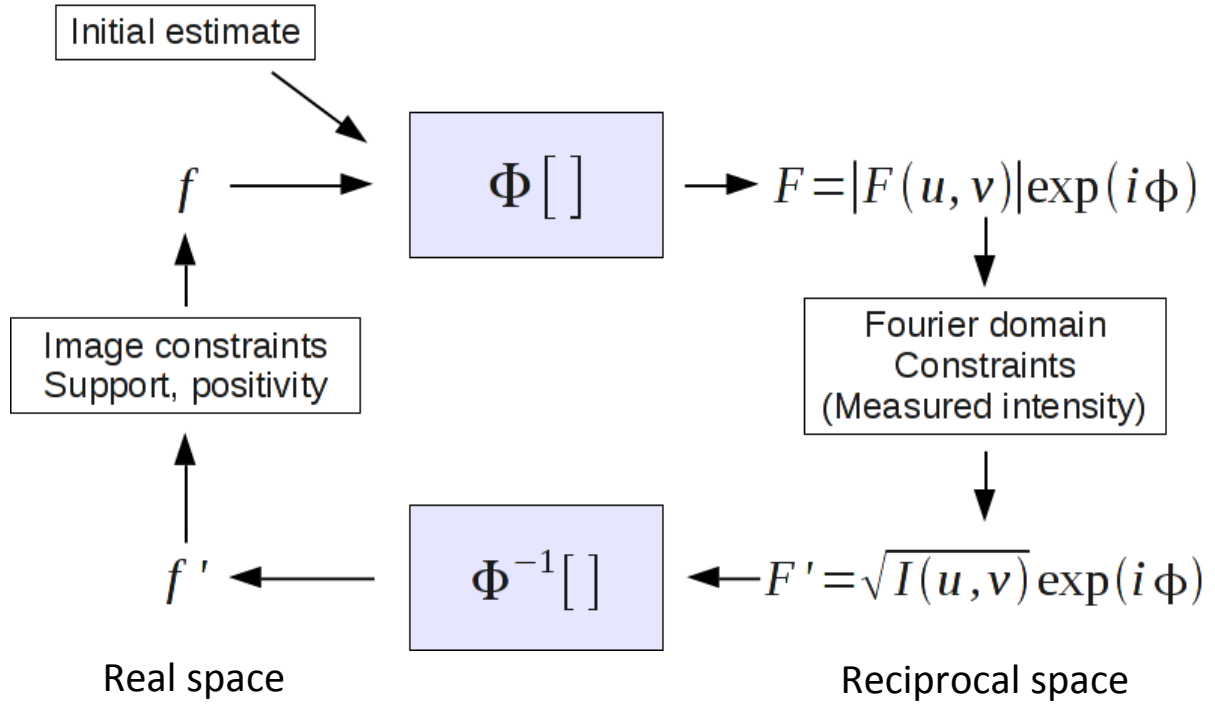 Initial estimate
f
Φ[ ]
F=|F(u, v)|exp(iϕ)
Image constraints
Support, positivity
Fourier domain
Constraints
(Measured intensity)
f '
Φ⁻¹[ ]
F '=√I(u,v) exp(iϕ)
Real space
Reciprocal space